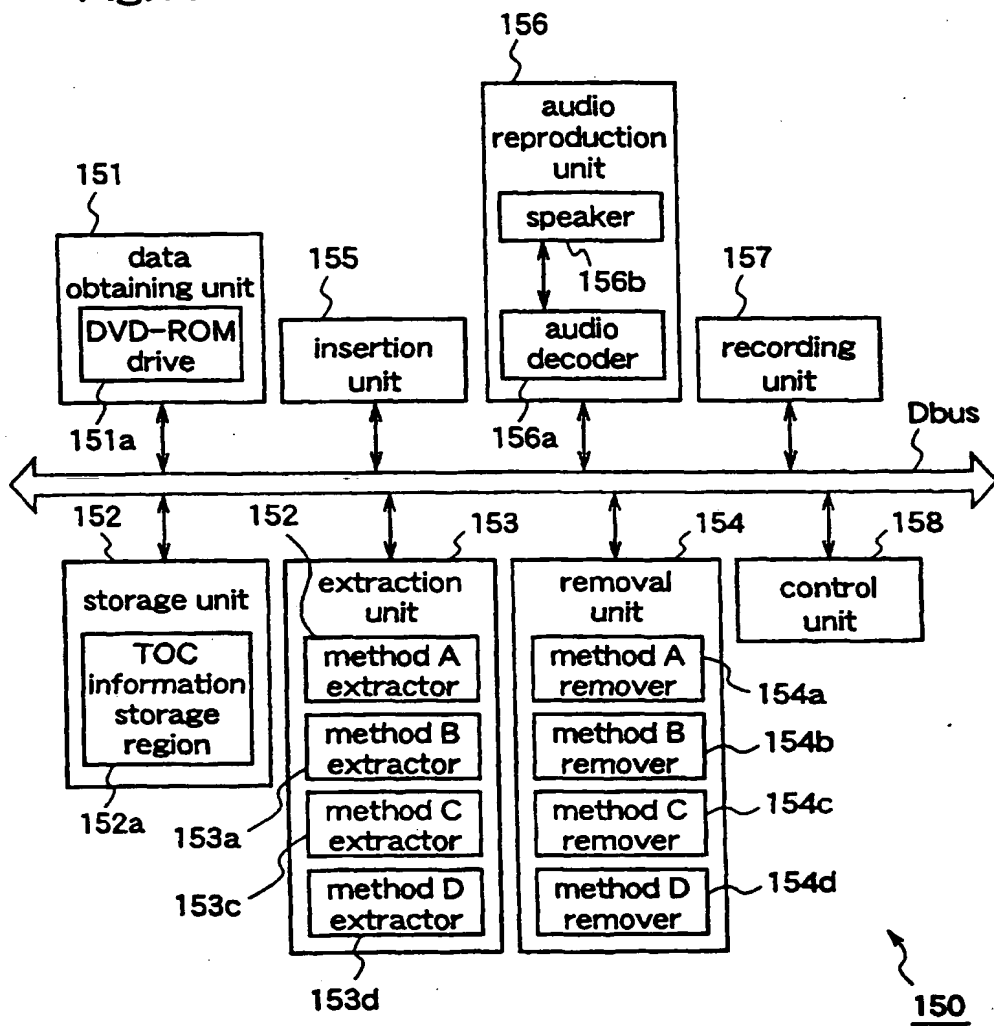 156
audio
reproduction
unit
speaker
156b
audio
decoder
156a
151
data
obtaining unit
DVD-ROM
drive
151a
155
insertion
unit
157
recording
unit
Dbus
152
storage unit
TOC
information
storage
region
152a
152
153
extraction
unit
method A
extractor
method B
extractor
153a
method C
extractor
153c
method D
extractor
153d
154
removal
unit
method A
remover
154a
method B
remover
154b
method C
remover
154c
method D
remover
154d
158
control
unit
150